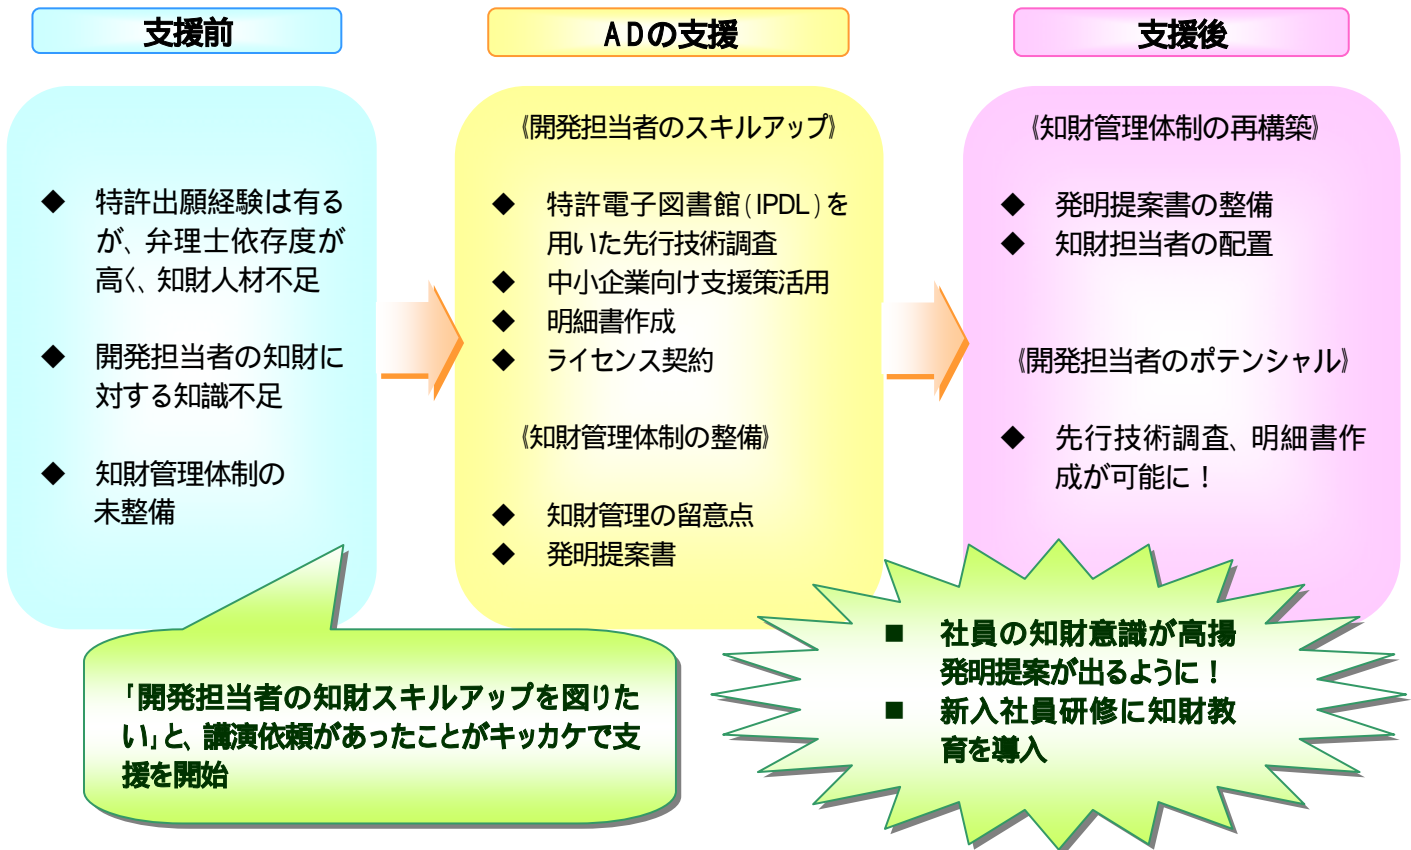 支援前
ADの支援
支援後
◆ 特許出願経験は有る
が、弁理士依存度が
高く、知財人材不足
◆ 開発担当者の知財に
対する知識不足
◆ 知財管理体制の
未整備
《開発担当者のスキルアップ》
◆ 特許電子図書館(IPDL)を
用いた先行技術調査
◆ 中小企業向け支援策活用
◆ 明細書作成
◆ ライセンス契約
《知財管理体制の整備》
◆ 知財管理の留意点
◆ 発明提案書
《知財管理体制の再構築》
◆ 発明提案書の整備
◆ 知財担当者の配置
《開発担当者のポテンシャル》
◆ 先行技術調査、明細書作
成が可能に！
「開発担当者の知財スキルアップを図りた
い」と、講演依頼があったことがキッカケで支
援を開始
■ 社員の知財意識が高揚
発明提案が出るように！
■ 新入社員研修に知財教
育を導入